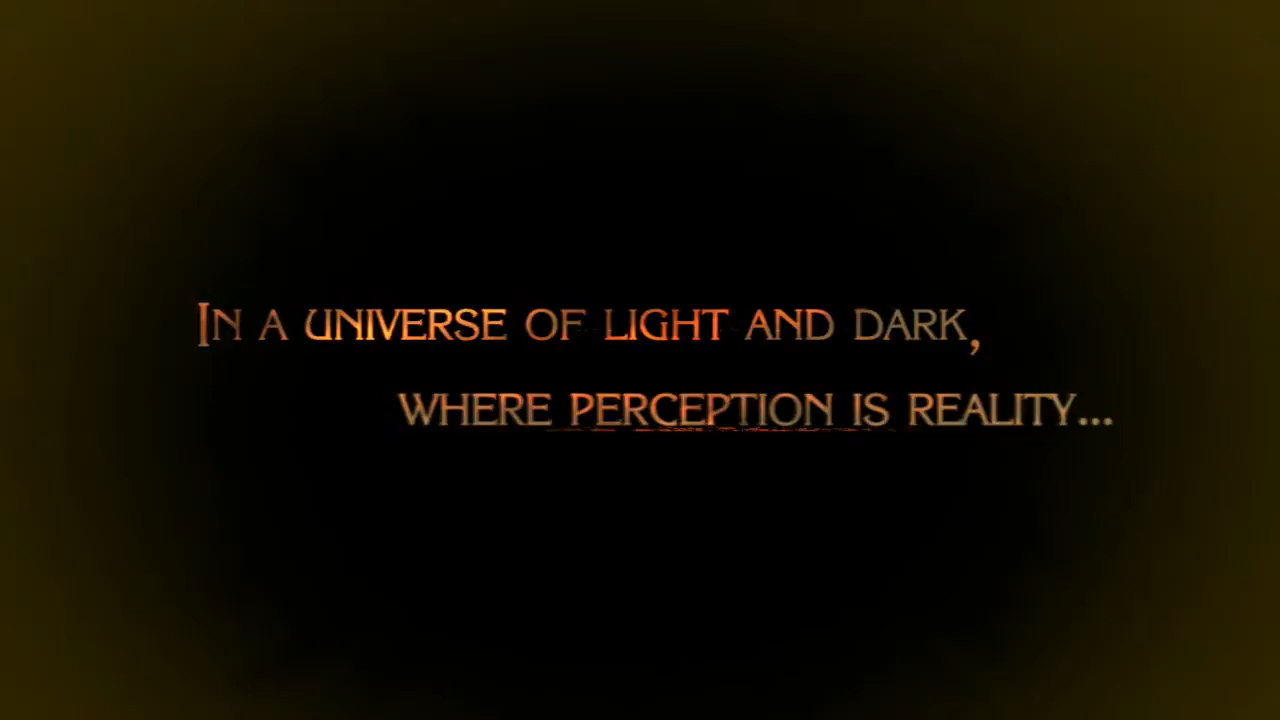 In a universe of light and dark,
where perception is reality...